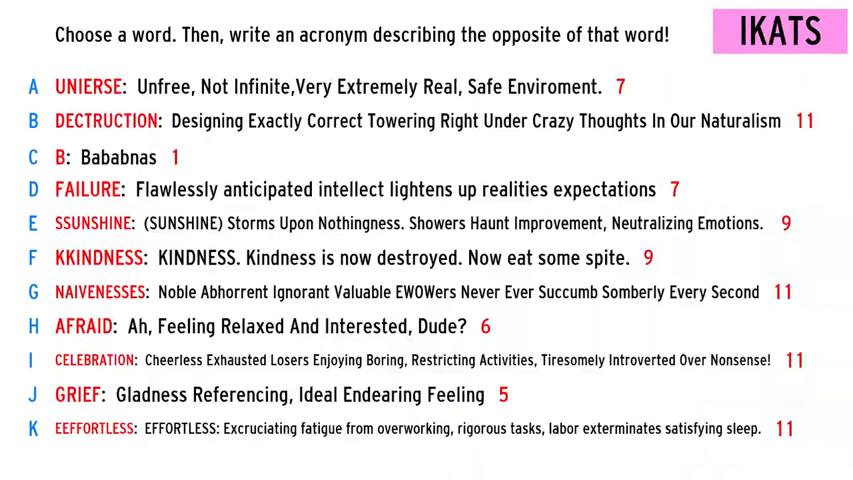 Choose a word. Then, write an acronym describing the opposite of that word!
IKATS
A UNIERSE: Unfree, Not Infinite,Very Extremely Real, Safe Enviroment. 7
B DECTRUCTION: Designing Exactly Correct Towering Right Under Crazy Thoughts In Our Naturalism 11
C B: Bababnas 1
D FAILURE: Flawlessly anticipated intellect lightens up realities expectations 7
E SSUNSHINE: (SUNSHINE) Storms Upon Nothingness. Showers Haunt Improvement, Neutralizing Emotions. 9
F KKINDNESS: KINDNESS. Kindness is now destroyed. Now eat some spite. 9
G NAIVENESSES: Noble Abhorrent Ignorant Valuable EWOWers Never Ever Succumb Somberly Every Second 11
H AFRAID: Ah, Feeling Relaxed And Interested, Dude? 6
I CELEBRATION: Cheerless Exhausted Losers Enjoying Boring, Restricting Activities, Tiresomely Introverted Over Nonsense! 11
J GRIEF: Gladness Referencing, Ideal Endearing Feeling 5
K EEFFORTLESS: EFFORTLESS: Excruciating fatigue from overworking, rigorous tasks, labor exterminates satisfying sleep. 11